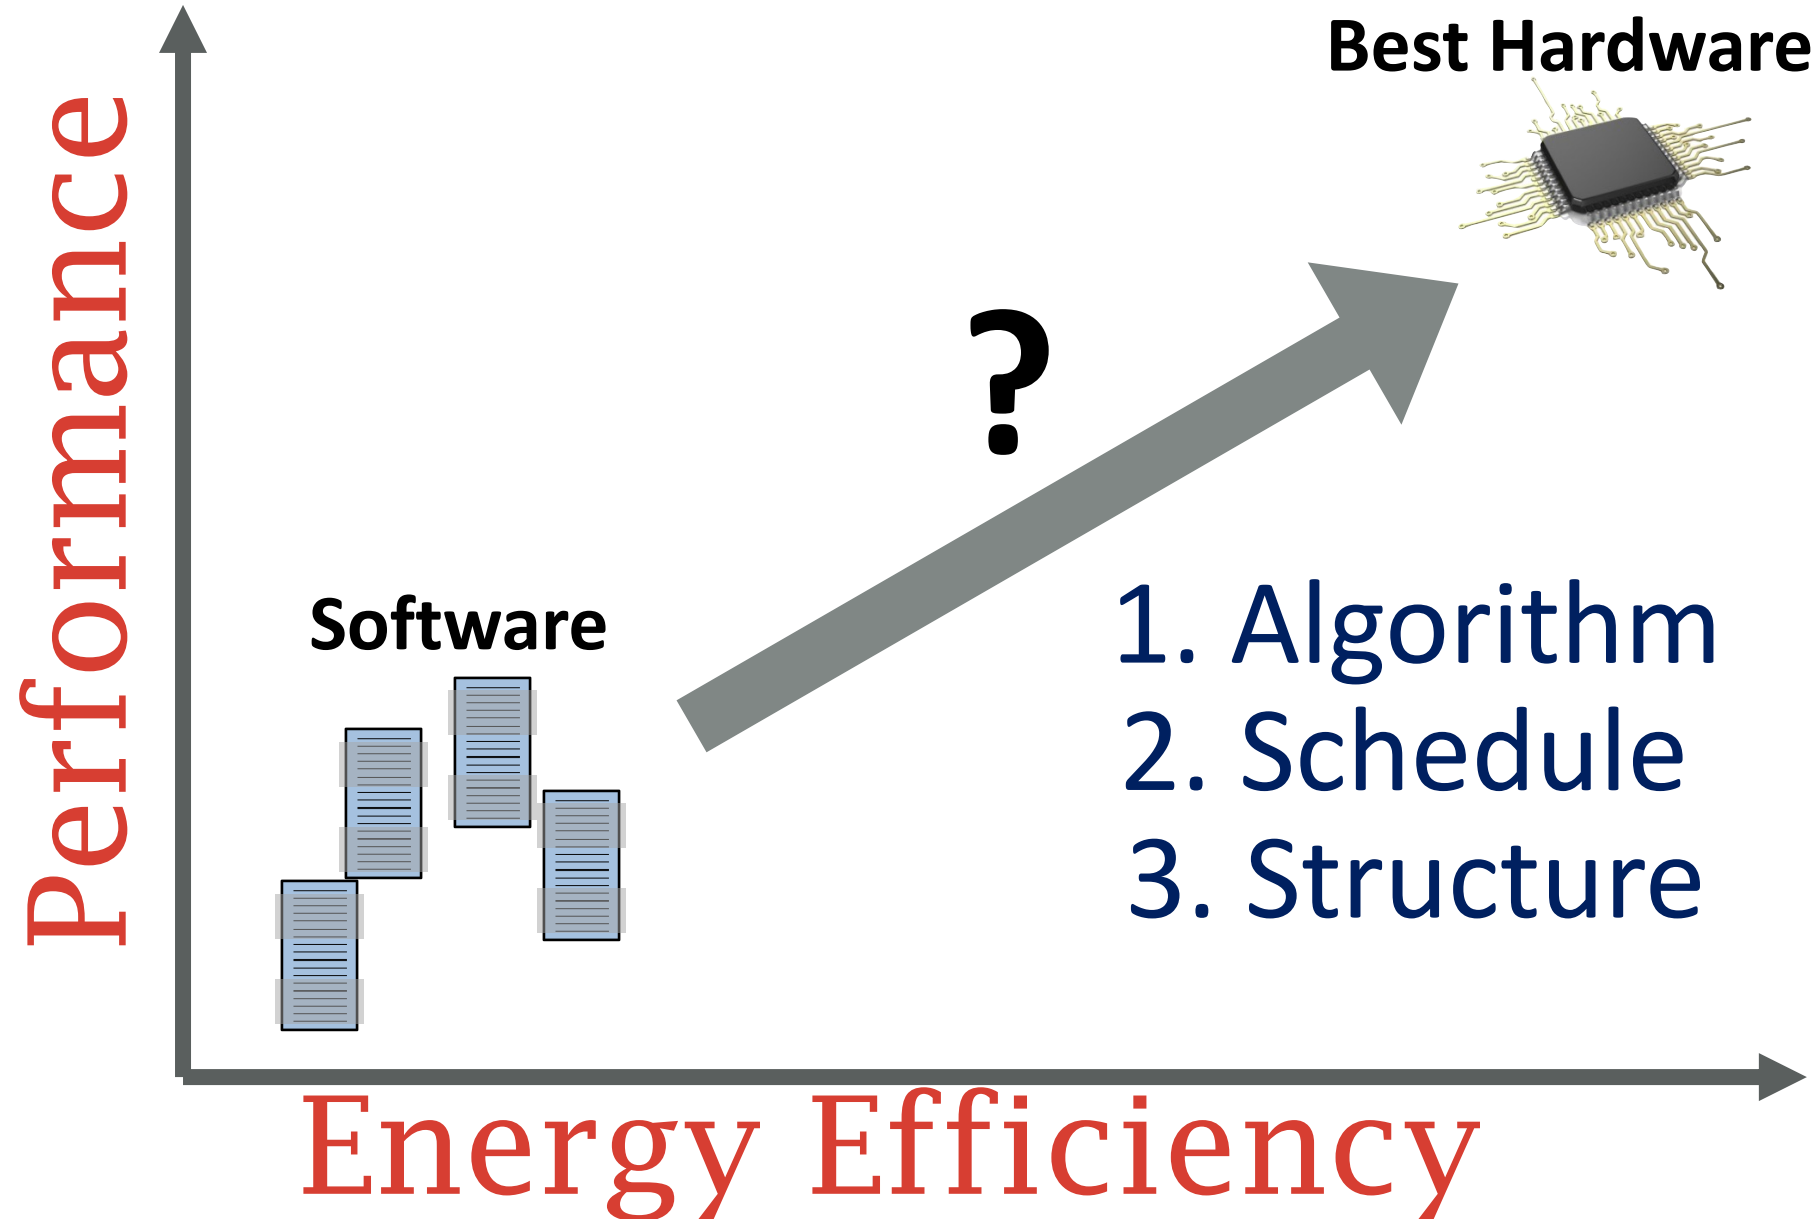 Best Hardware
Performance
?
Software
1. Algorithm
2. Schedule
3. Structure
Energy Efficiency